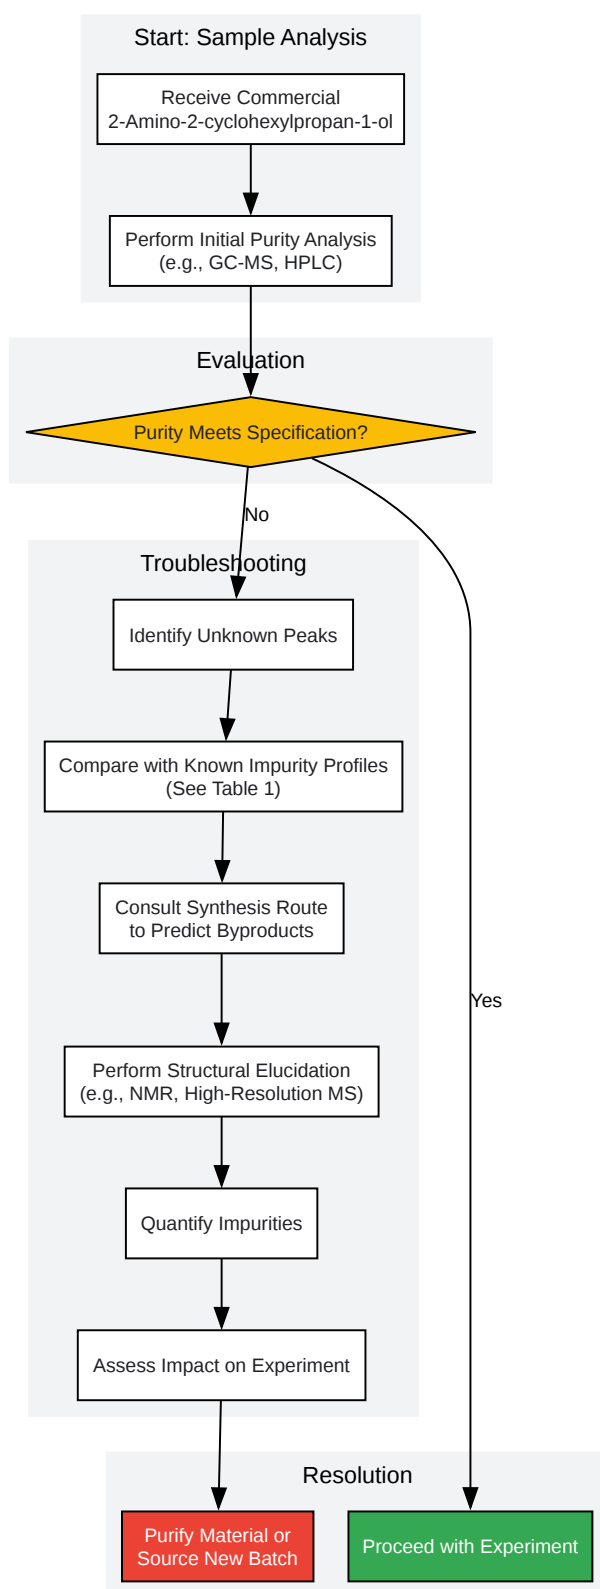 Start: Sample Analysis
Receive Commercial
2-Amino-2-cyclohexylpropan-1-ol
Perform Initial Purity Analysis
(e.g., GC-MS, HPLC)
Evaluation
Purity Meets Specification?
No
Troubleshooting
Identify Unknown Peaks
Compare with Known Impurity Profiles
(See Table 1)
Consult Synthesis Route
to Predict Byproducts
Yes
Perform Structural Elucidation
(e.g., NMR, High-Resolution MS)
Quantify Impurities
Assess Impact on Experiment
Resolution
Purify Material or
Source New Batch
Proceed with Experiment